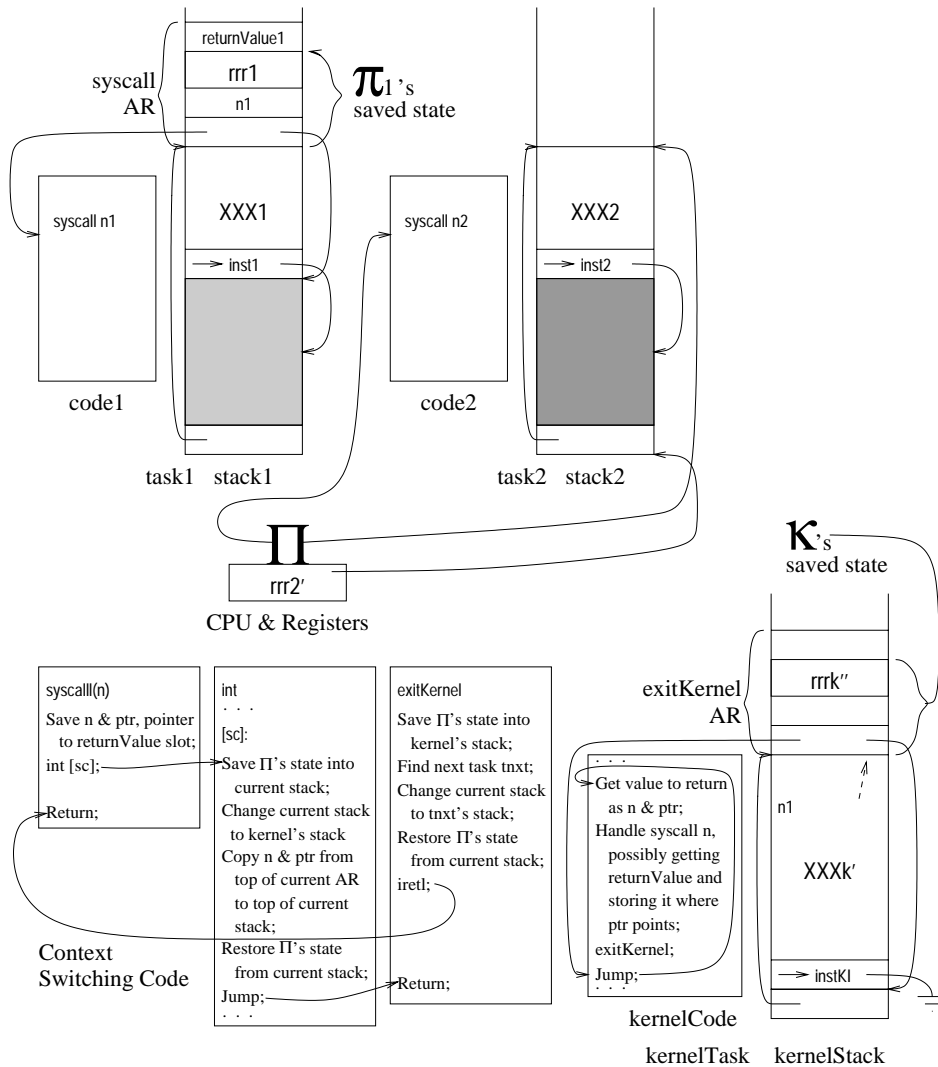 returnValue1
rrr1
n1
syscall
AR
π1 's
saved state
syscall n1
XXX1
inst1
code1
task1 stack1
syscall n2
XXX2
inst2
code2
task2 stack2
Π
rrr2'
CPU & Registers
κ's
saved state
syscalll(n)
Save n & ptr, pointer
to returnValue slot;
int [sc];
Return;
Context
Switching Code
int
. . .
[sc]:
Save Π's state into
current stack;
Change current stack
to kernel's stack
Copy n & ptr from
top of current AR
to top of current
stack;
Restore Π's state
from current stack;
Jump;
. . .
exitKernel
Save Π's state into
kernel's stack;
Find next task tnxt;
Change current stack
to tnxt's stack;
Restore Π's state
from current stack;
iretl;
Return;
exitKernel
AR
. . .
Get value to return
as n & ptr;
Handle syscall n,
possibly getting
returnValue and
storing it where
ptr points;
exitKernel;
Jump;
. . .
kernelCode
rrrk''
n1
XXXk'
instKI
kernelTask kernelStack